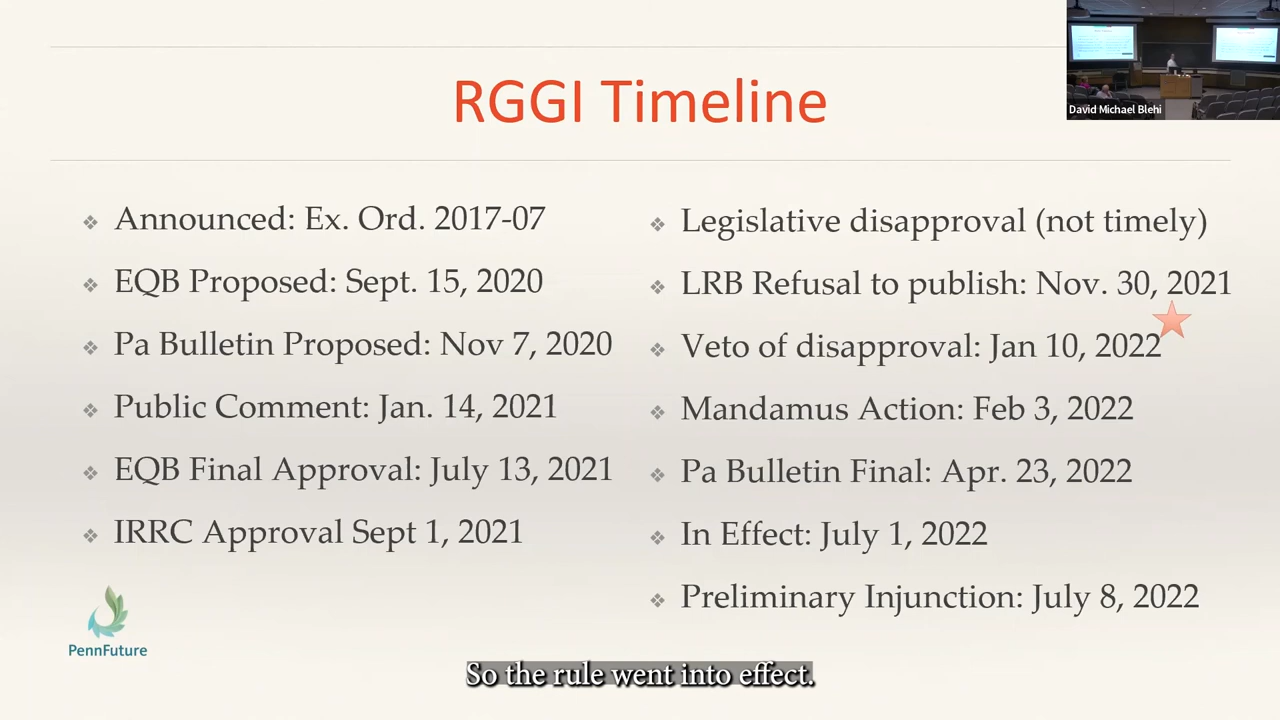 RGGI Timeline
David Michael Blehi
Announced: Ex. Ord. 2017-07
EQB Proposed: Sept. 15, 2020
Pa Bulletin Proposed: Nov 7, 2020
Public Comment: Jan. 14, 2021
EQB Final Approval: July 13, 2021
IRRC Approval Sept 1, 2021
Legislative disapproval (not timely)
LRB Refusal to publish: Nov. 30, 2021
Veto of disapproval: Jan 10, 2022
Mandamus Action: Feb 3, 2022
Pa Bulletin Final: Apr. 23, 2022
In Effect: July 1, 2022
Preliminary Injunction: July 8, 2022
PennFuture
So the rule went into effect.